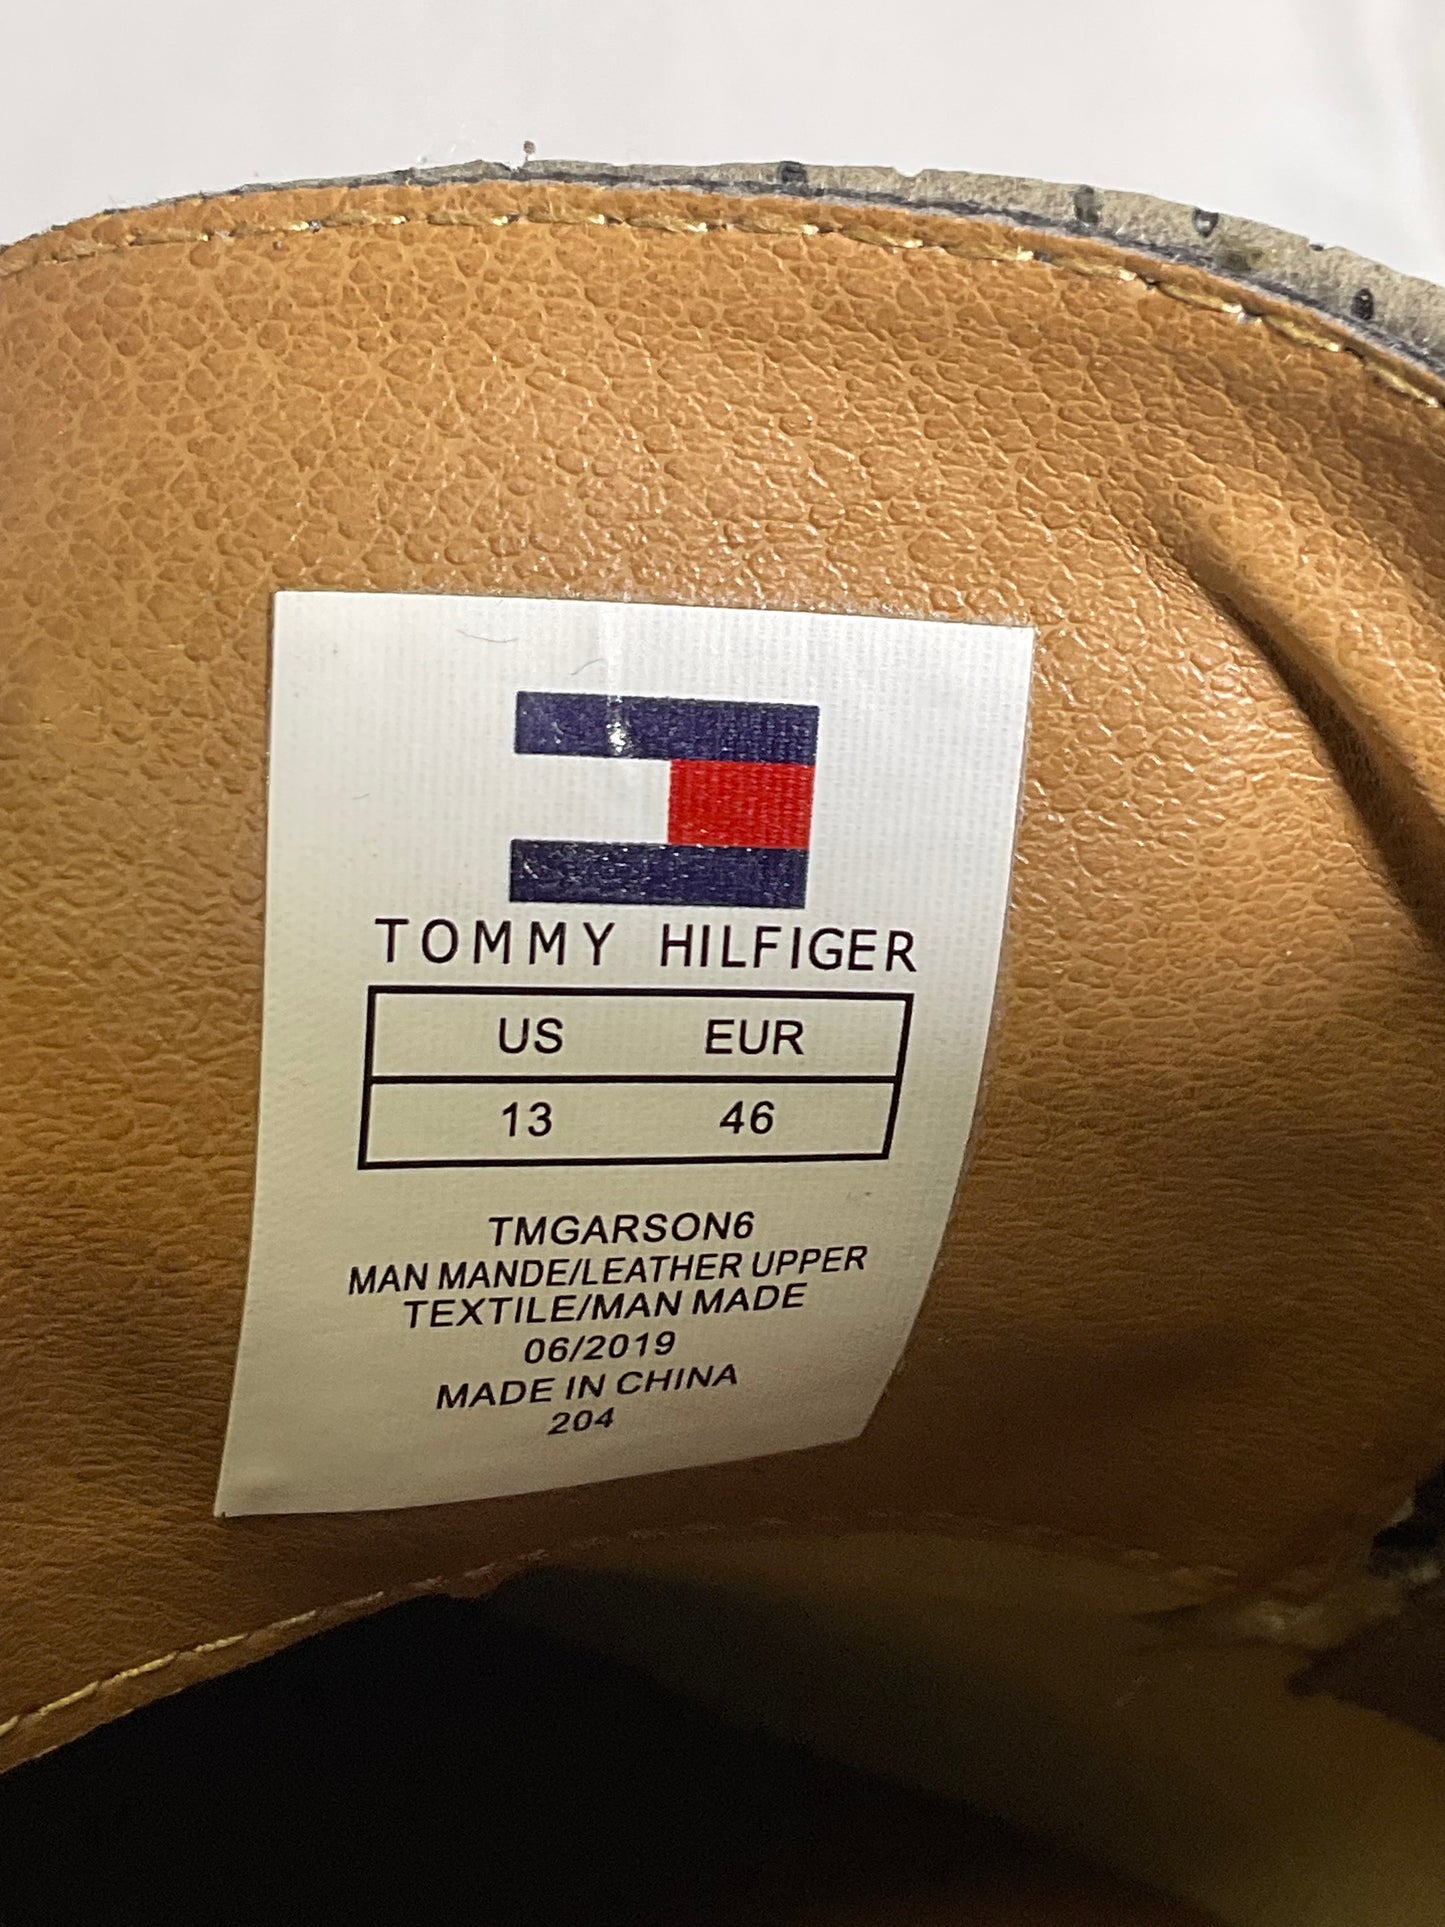 TOMMY HILFIGER
US EUR
13 46
TMGARSON6
MAN MANDE/LEATHER UPPER
TEXTILE/MAN MADE
06/2019
MADE IN CHINA
204